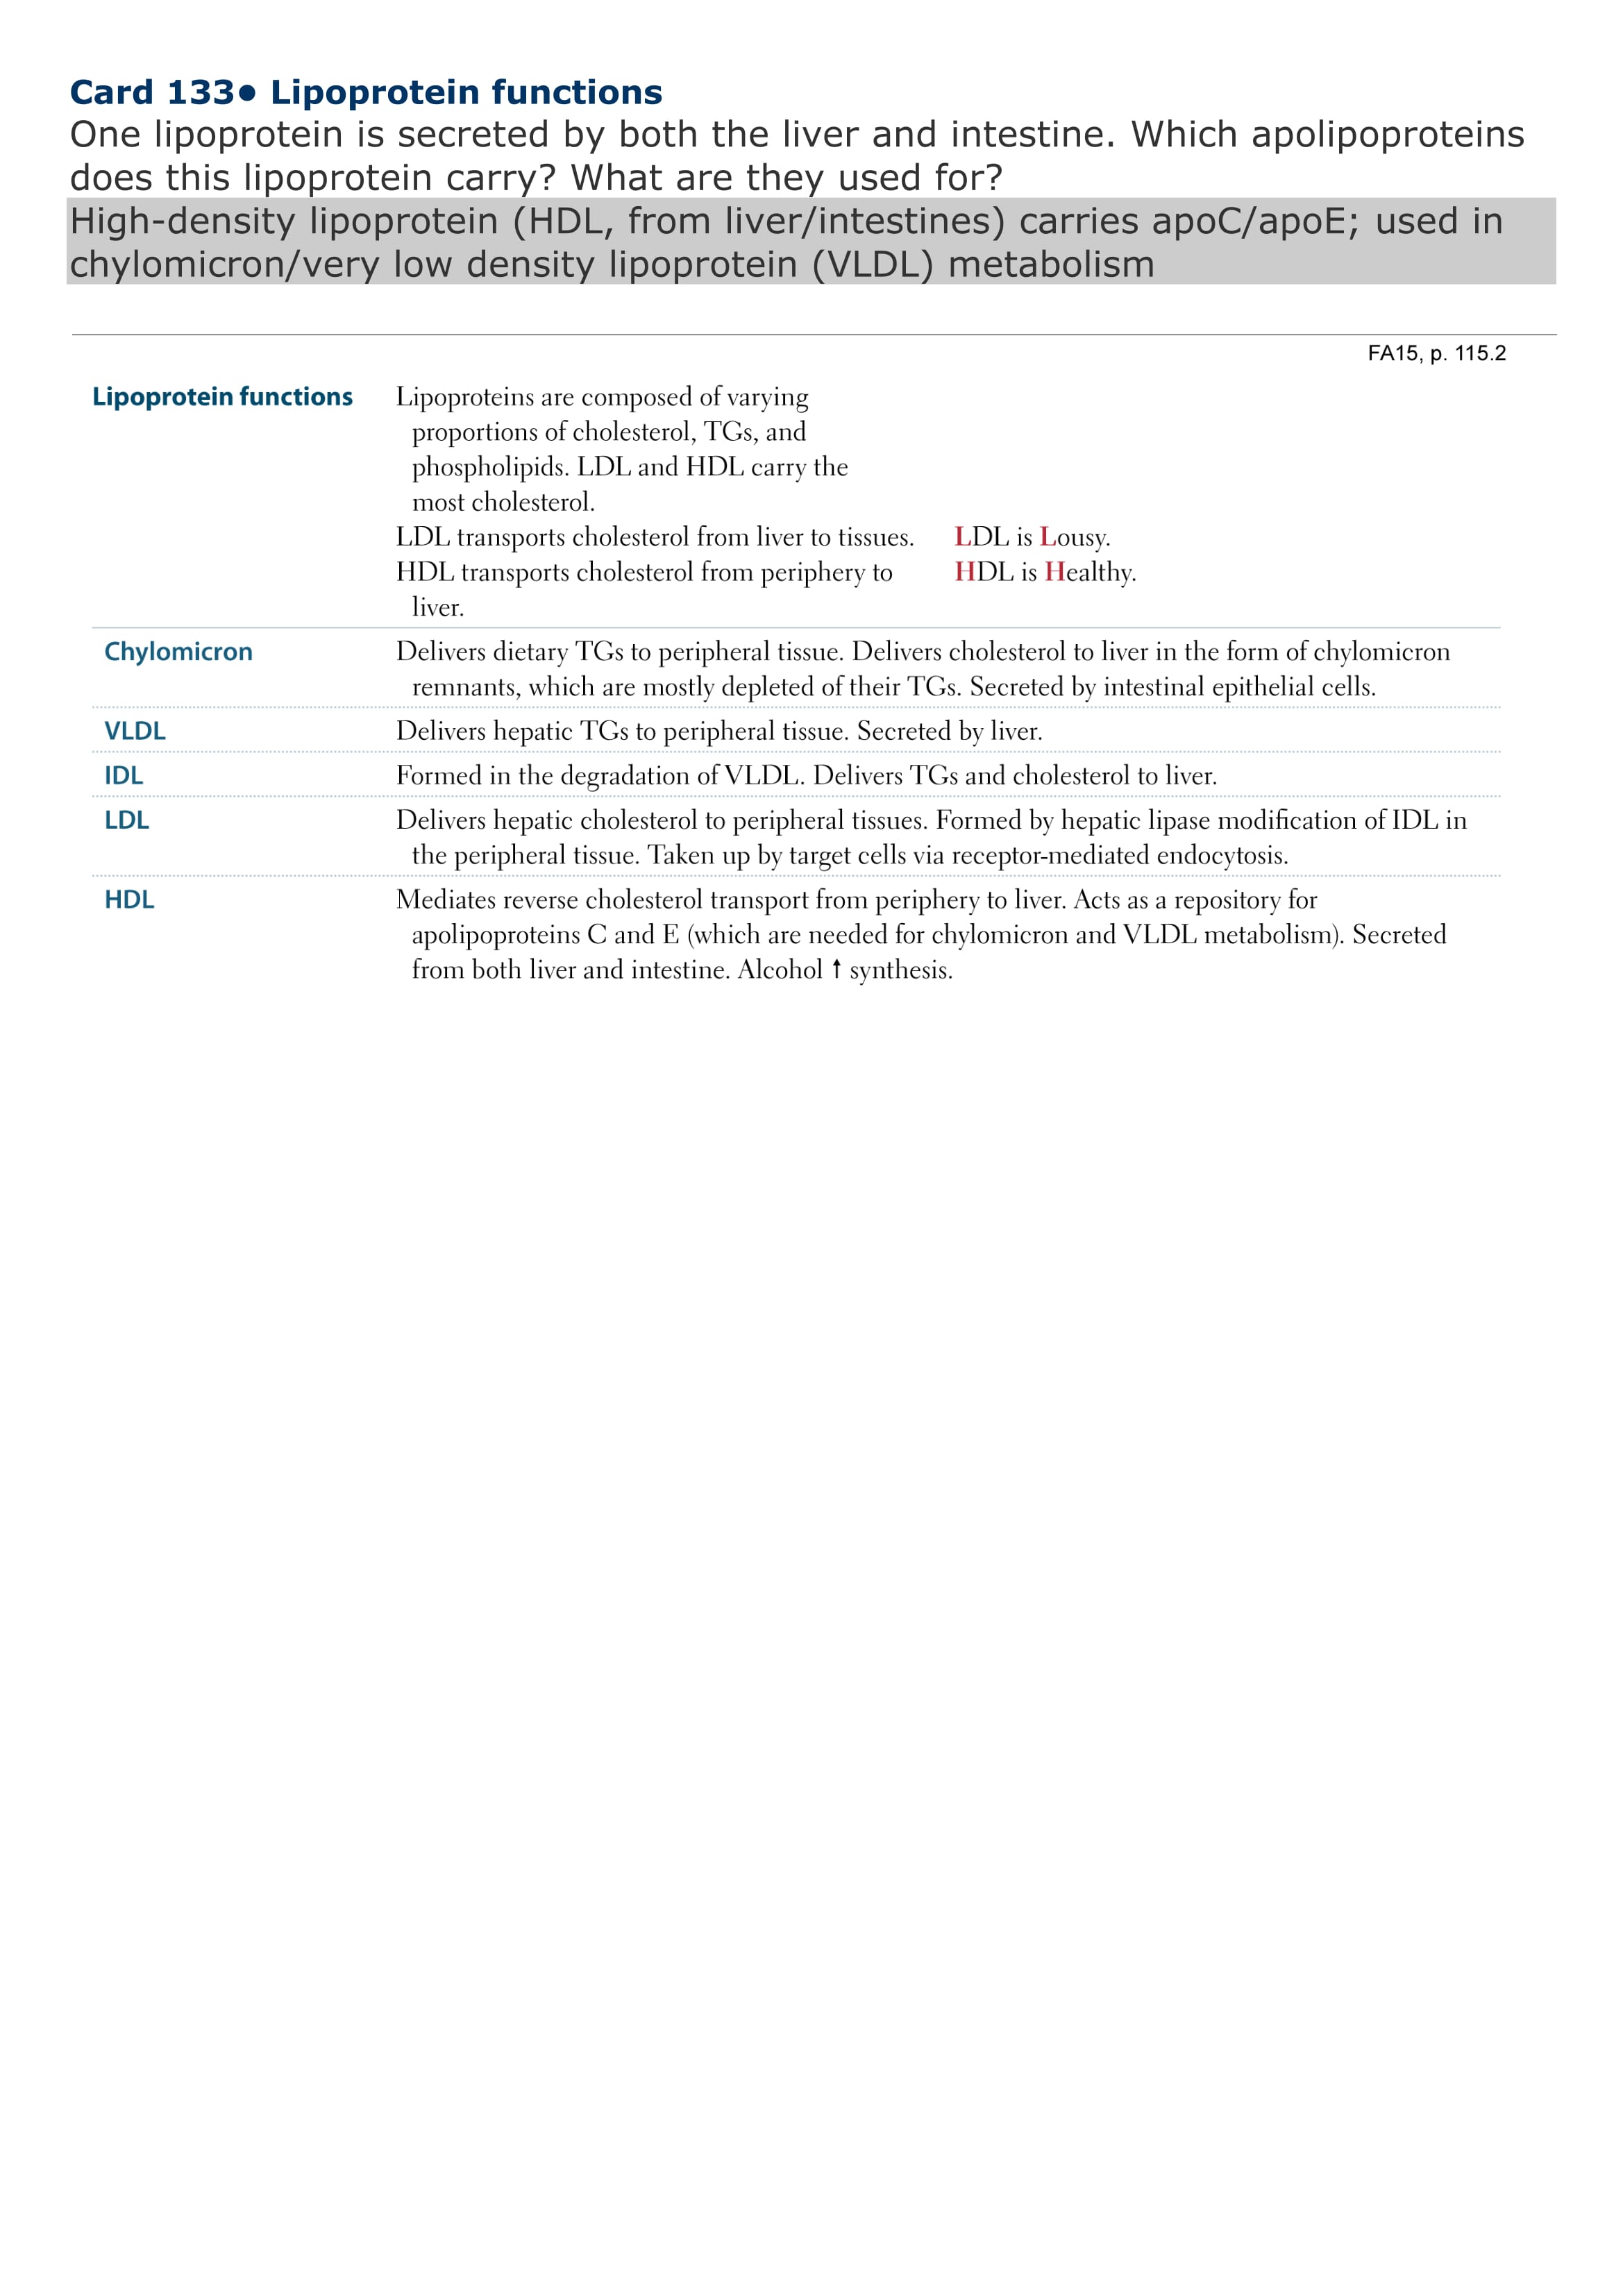 Card 133• Lipoprotein functions
One lipoprotein is secreted by both the liver and intestine. Which apolipoproteins
does this lipoprotein carry? What are they used for?
High-density lipoprotein (HDL, from liver/intestines) carries apoC/apoE; used in
chylomicron/very low density lipoprotein (VLDL) metabolism
FA15, p. 115.2
Lipoprotein functions
Lipoproteins are composed of varying
proportions of cholesterol, TGs, and
phospholipids. LDL and HDL carry the
most cholesterol.
LDL transports cholesterol from liver to tissues. LDL is Lousy.
HDL transports cholesterol from periphery to HDL is Healthy.
liver.
Chylomicron Delivers dietary TGs to peripheral tissue. Delivers cholesterol to liver in the form of chylomicron
remnants, which are mostly depleted of their TGs. Secreted by intestinal epithelial cells.
VLDL Delivers hepatic TGs to peripheral tissue. Secreted by liver.
IDL Formed in the degradation of VLDL. Delivers TGs and cholesterol to liver.
LDL Delivers hepatic cholesterol to peripheral tissues. Formed by hepatic lipase modification of IDL in
the peripheral tissue. Taken up by target cells via receptor-mediated endocytosis.
HDL Mediates reverse cholesterol transport from periphery to liver. Acts as a repository for
apolipoproteins C and E (which are needed for chylomicron and VLDL metabolism). Secreted
from both liver and intestine. Alcohol ↑ synthesis.